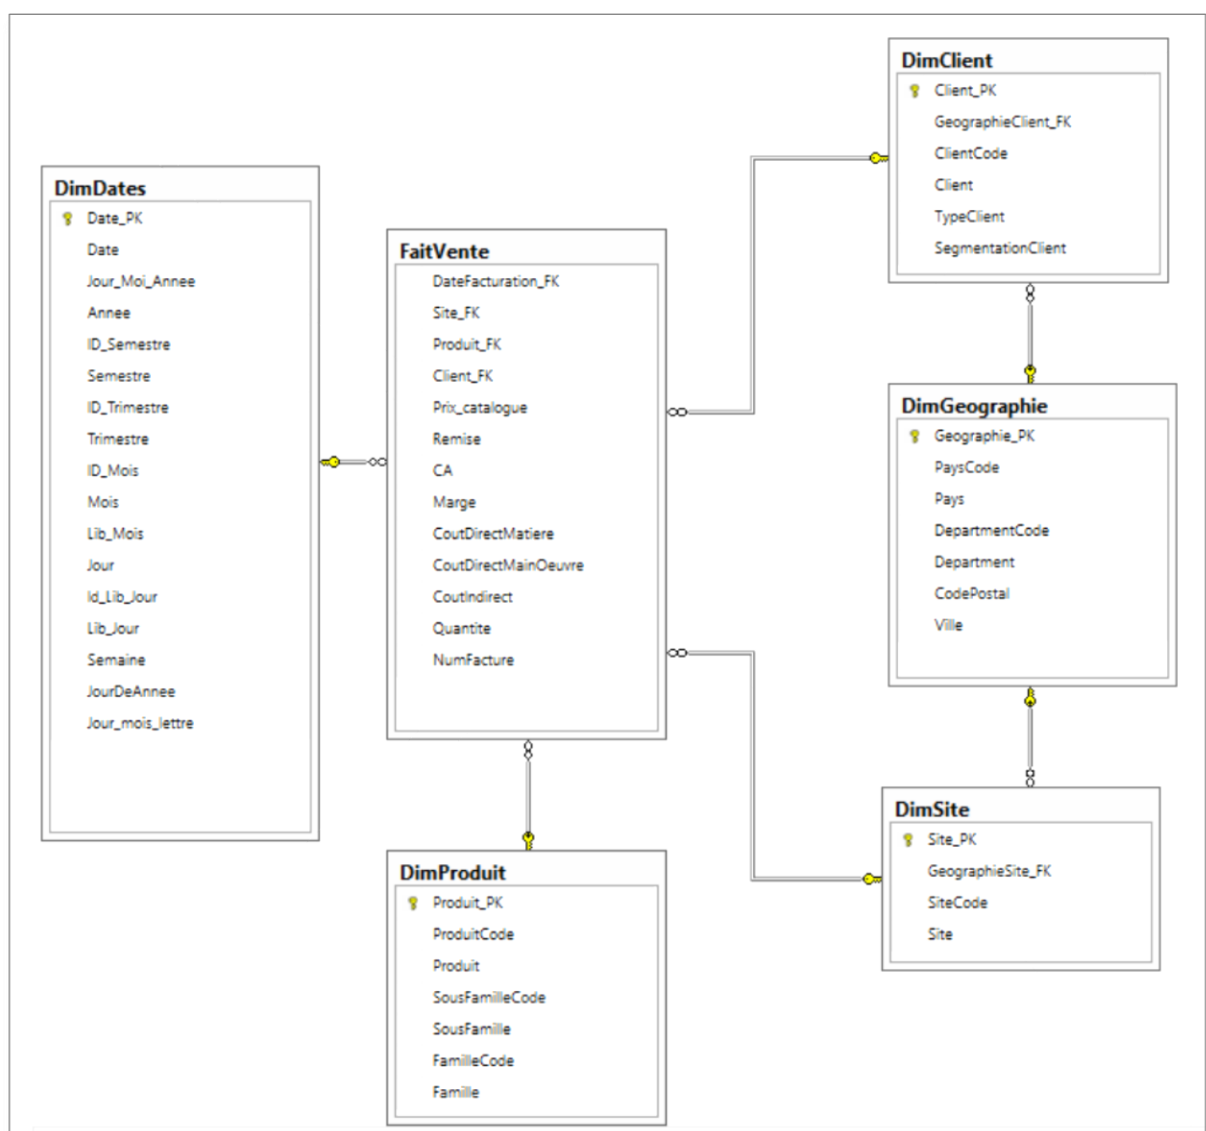 DimDates
Date_PK
Date
Jour_Moi_Annee
Annee
ID_Semestre
Semestre
ID_Trimestre
Trimestre
ID_Mois
Mois
Lib_Mois
Jour
Id_Lib_Jour
Lib_Jour
Semaine
JourDeAnnee
Jour_mois_lettre
FaitVente
DateFacturation_FK
Site_FK
Produit_FK
Client_FK
Prix_catalogue
Remise
CA
Marge
CoutDirectMatiere
CoutDirectMainOeuvre
CoutIndirect
Quantite
NumFacture
DimProduit
Produit_PK
ProduitCode
Produit
SousFamilleCode
SousFamille
FamilleCode
Famille
DimClient
Client_PK
GeographieClient_FK
ClientCode
Client
TypeClient
SegmentationClient
DimGeographie
Geographie_PK
PaysCode
Pays
DepartmentCode
Department
CodePostal
Ville
DimSite
Site_PK
GeographieSite_FK
SiteCode
Site